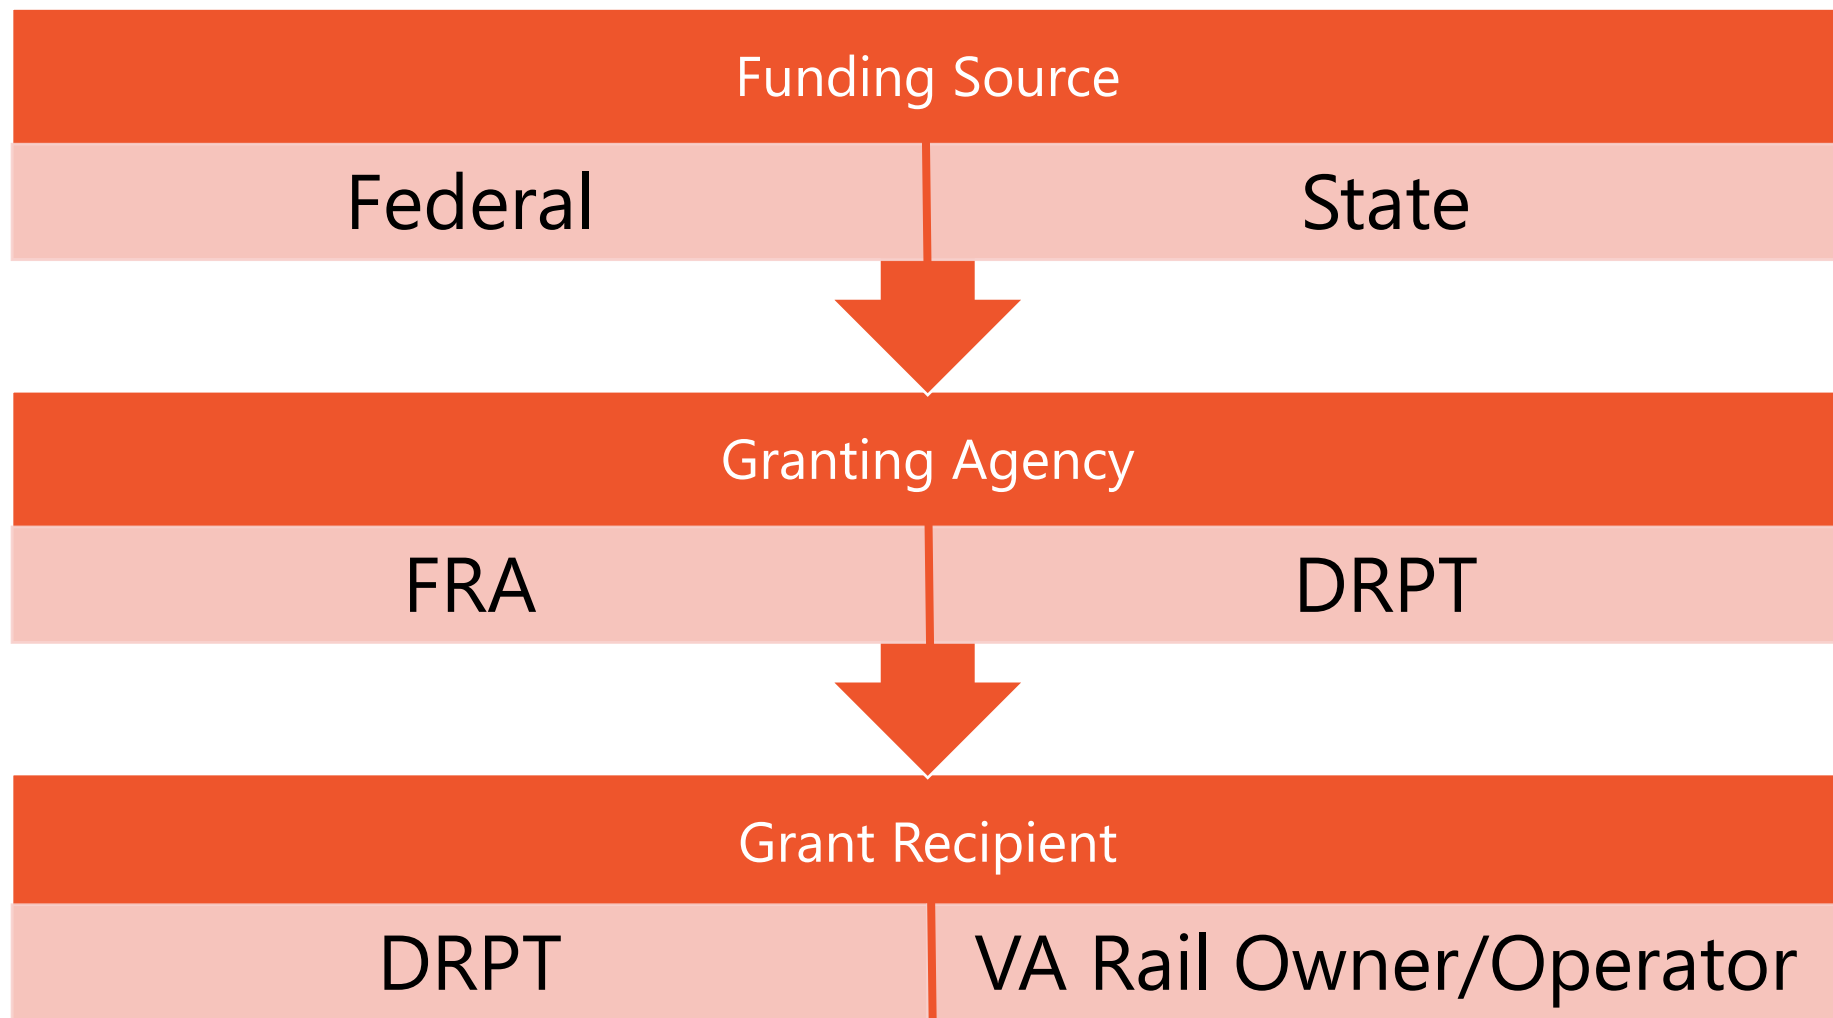 Funding Source
Federal
State
Granting Agency
FRA
DRPT
Grant Recipient
DRPT
VA Rail Owner/Operator